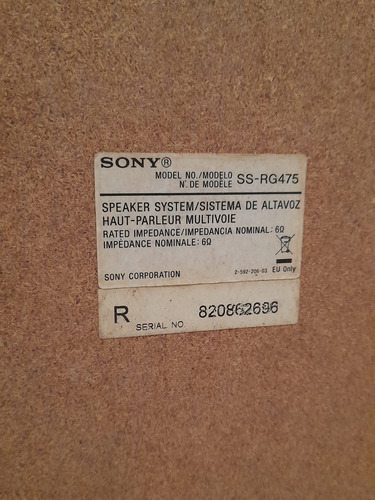 SONY®
MODEL NO./MODELO
N°. DE MODÈLE SS-RG475
SPEAKER SYSTEM/SISTEMA DE ALTAVOZ
HAUT-PARLEUR MULTIVOIE
RATED IMPEDANCE/IMPEDANCIA NOMINAL: 6Ω
IMPÉDANCE NOMINALE: 6Ω
SONY CORPORATION 2-592-206-03 EU Only
R SERIAL NO. 820862696